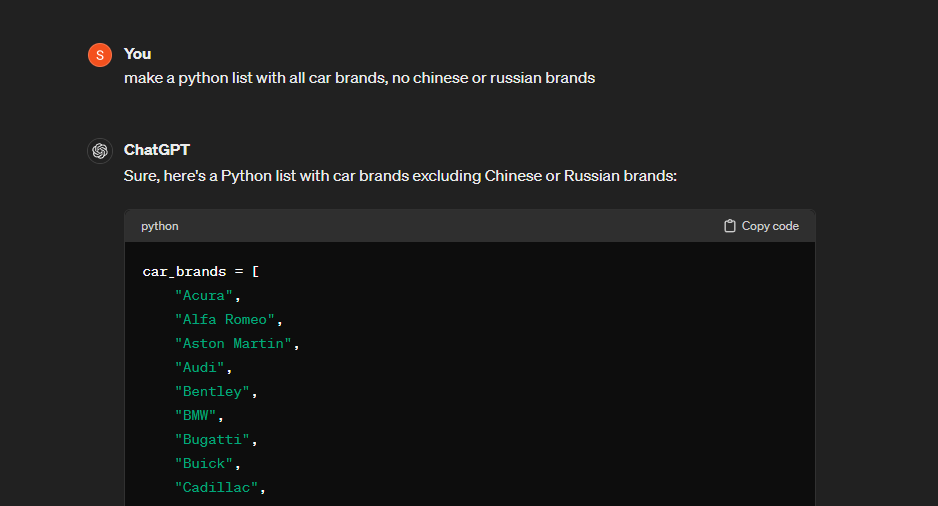 S
You
make a python list with all car brands, no chinese or russian brands
ChatGPT
Sure, here's a Python list with car brands excluding Chinese or Russian brands:
python Copy code
car_brands = [
"Acura",
"Alfa Romeo",
"Aston Martin",
"Audi",
"Bentley",
"BMW",
"Bugatti",
"Buick",
"Cadillac",